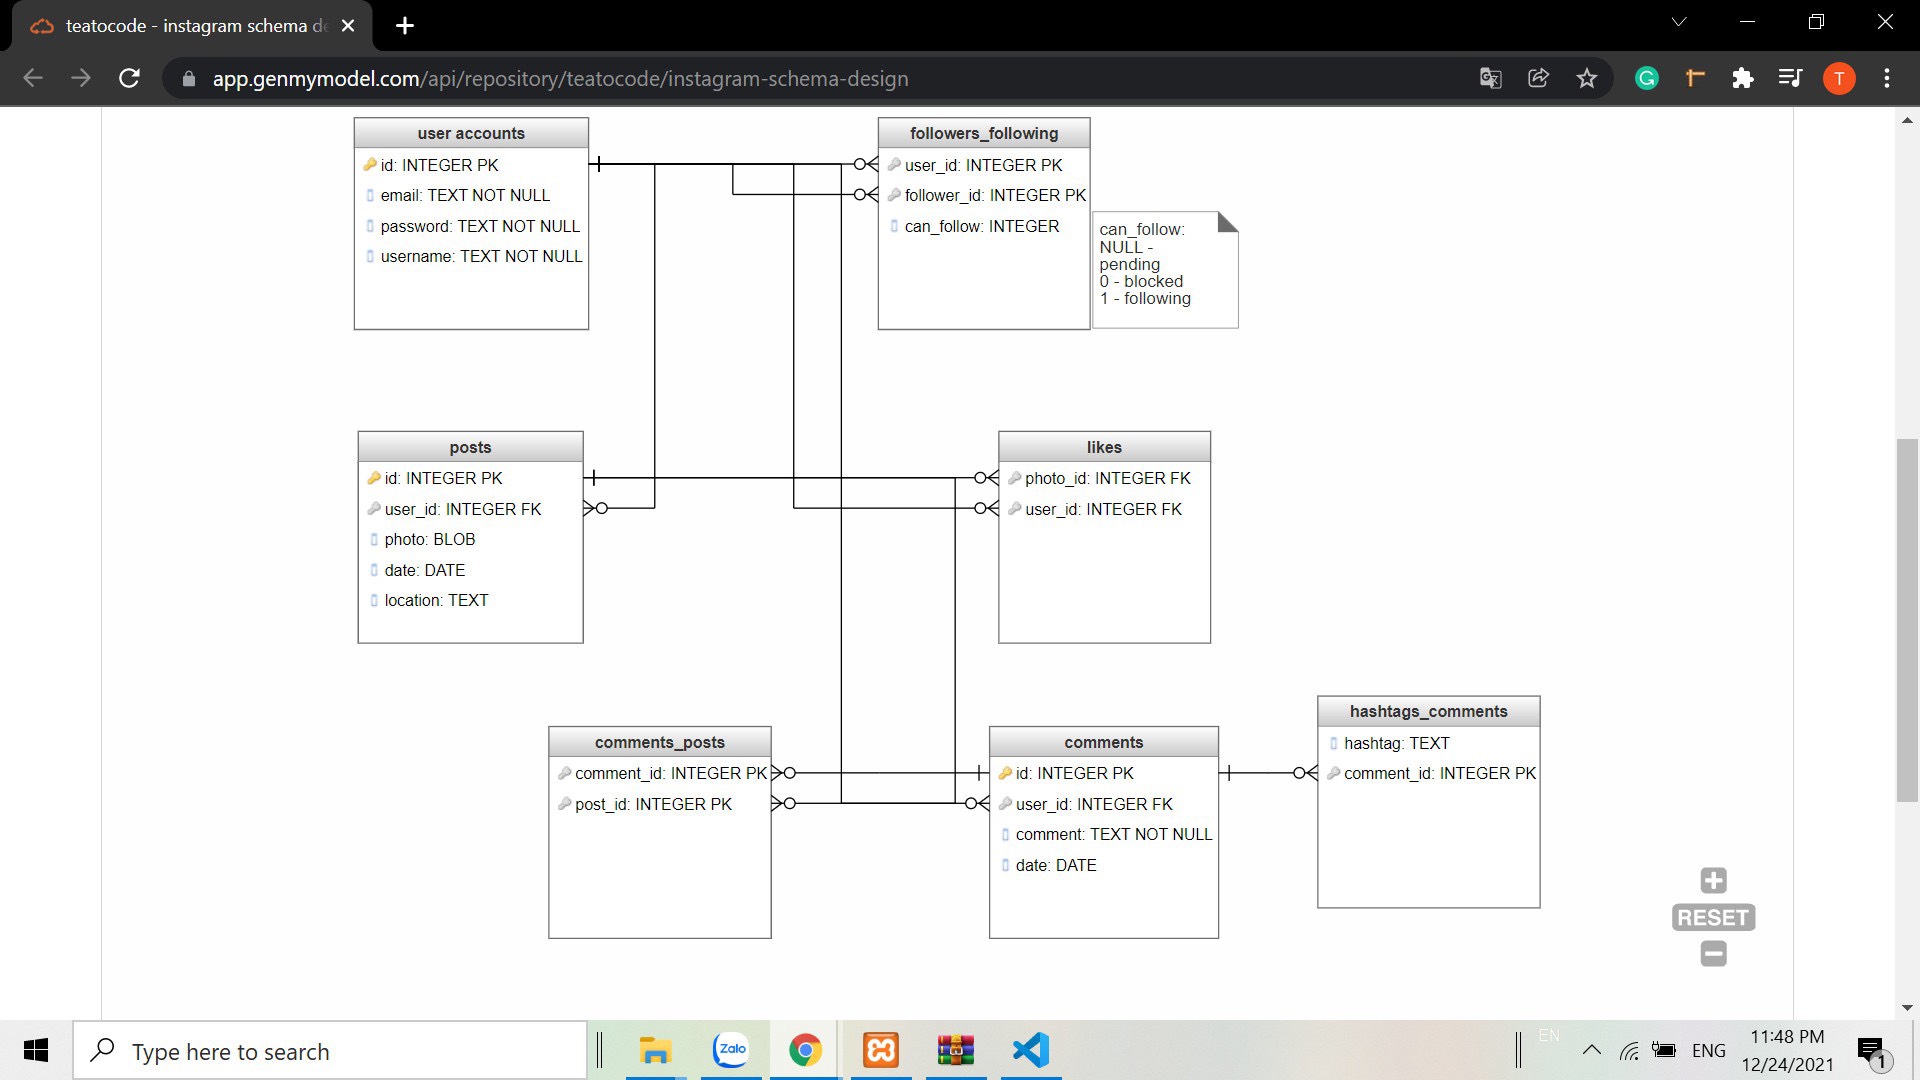 teatocode - instagram schema de
app.genmymodel.com/api/repository/teatocode/instagram-schema-design
T
user accounts
id: INTEGER PK
email: TEXT NOT NULL
password: TEXT NOT NULL
username: TEXT NOT NULL
followers_following
user_id: INTEGER PK
follower_id: INTEGER PK
can_follow: INTEGER
can_follow:
NULL -
pending
0 - blocked
1 - following
posts
id: INTEGER PK
user_id: INTEGER FK
photo: BLOB
date: DATE
location: TEXT
likes
photo_id: INTEGER FK
user_id: INTEGER FK
comments_posts
comment_id: INTEGER PK
post_id: INTEGER PK
comments
id: INTEGER PK
user_id: INTEGER FK
comment: TEXT NOT NULL
date: DATE
hashtags_comments
hashtag: TEXT
comment_id: INTEGER PK
RESET
Type here to search
Zalo
EN
ENG
11:48 PM
12/24/2021
1